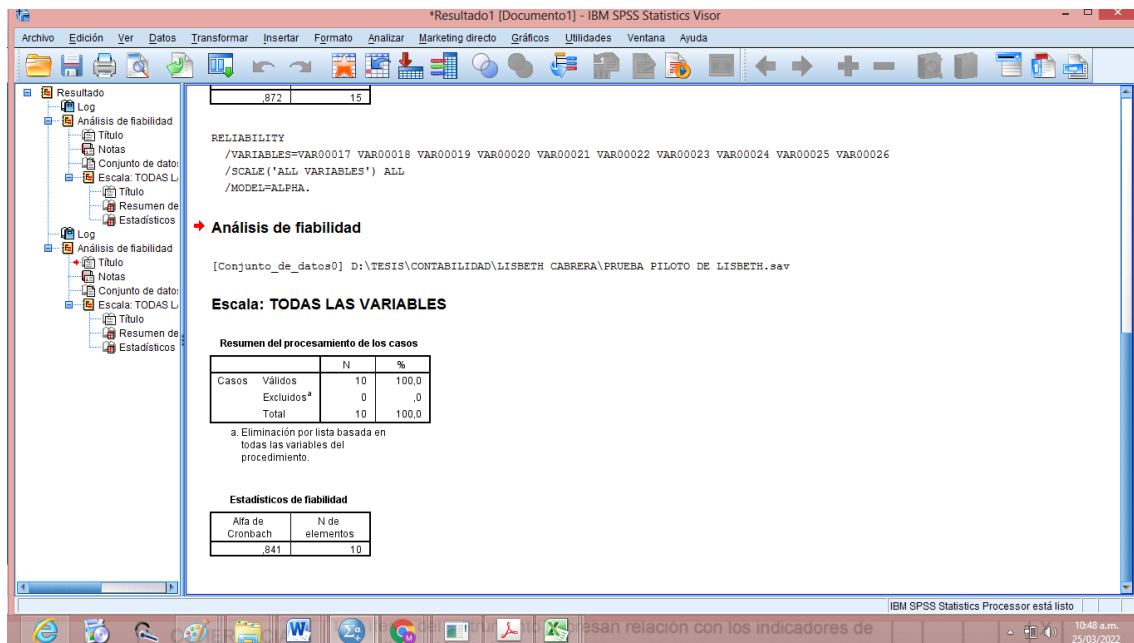 *Resultado1 [Documento1] - IBM SPSS Statistics Visor
Archivo Edición Ver Datos Transformar Insertar Formato Analizar Marketing directo Gráficos Utilidades Ventana Ayuda
Resultado
Log
Análisis de fiabilidad
Título
Notas
Conjunto de datos
Escala: TODAS L
Título
Resumen de
Estadísticos
Log
Análisis de fiabilidad
Título
Notas
Conjunto de datos
Escala: TODAS L
Título
Resumen de
Estadísticos
,872 15
RELIABILITY
/VARIABLES=VAR00017 VAR00018 VAR00019 VAR00020 VAR00021 VAR00022 VAR00023 VAR00024 VAR00025 VAR00026
/SCALE('ALL VARIABLES') ALL
/MODEL=ALPHA.
Análisis de fiabilidad
[Conjunto_de_datos0] D:\TESIS\CONTABILIDAD\LISBETH CABRERA\PRUEBA PILOTO DE LISBETH.sav
Escala: TODAS LAS VARIABLES
Resumen del procesamiento de los casos
N %
Casos Válidos 10 100,0
Excluidosª 0 ,0
Total 10 100,0
a. Eliminación por lista basada en
todas las variables del
procedimiento.
Estadísticos de fiabilidad
Alfa de N de
Cronbach elementos
,841 10
IBM SPSS Statistics Processor está listo
resan relación con los indicadores de
10:48 a.m.
25/03/2022